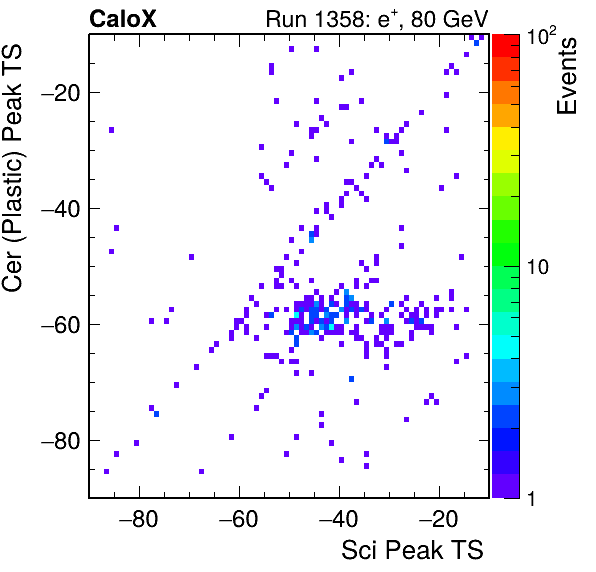 CaloX Run 1358: e⁺, 80 GeV
Cer (Plastic) Peak TS
−20
−40
−60
−80
−80 −60 −40 −20
Sci Peak TS
10²
10
1
Events